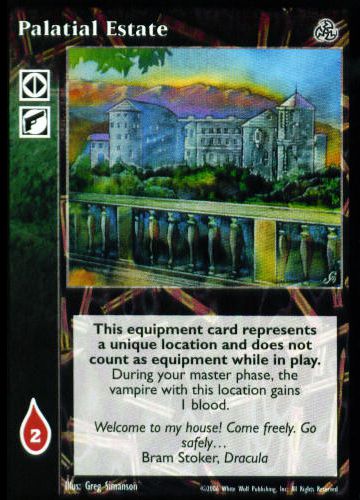 Palatial Estate
This equipment card represents
a unique location and does not
count as equipment while in play.
During your master phase, the
vampire with this location gains
1 blood.
Welcome to my house! Come freely. Go
safely…
Bram Stoker, Dracula
2
Illus: Greg Simanson
©2006 White Wolf Publishing, Inc. All Rights Reserved